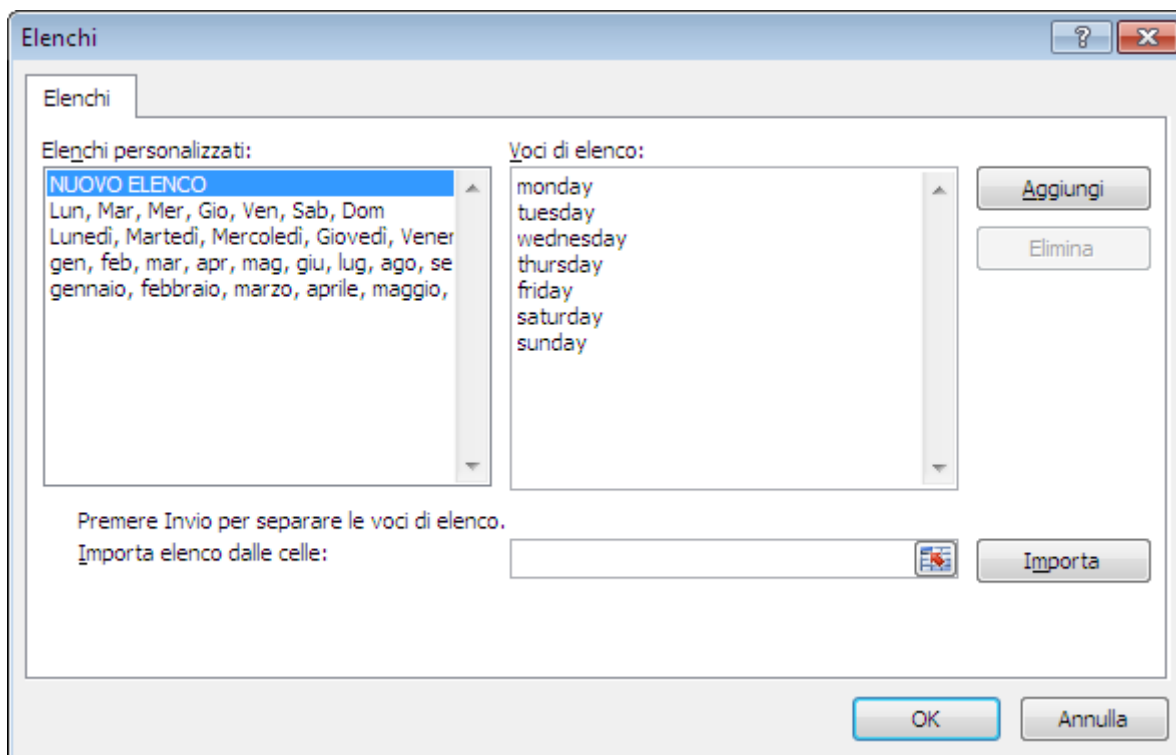 Elenchi
Elenchi
Elenchi personalizzati:
NUOVO ELENCO
Lun, Mar, Mer, Gio, Ven, Sab, Dom
Lunedì, Martedì, Mercoledì, Giovedì, Vener
gen, feb, mar, apr, mag, giu, lug, ago, se
gennaio, febbraio, marzo, aprile, maggio,
Voci di elenco:
monday
tuesday
wednesday
thursday
friday
saturday
sunday
Aggiungi
Elimina
Premere Invio per separare le voci di elenco.
Importa elenco dalle celle:
Importa
OK
Annulla